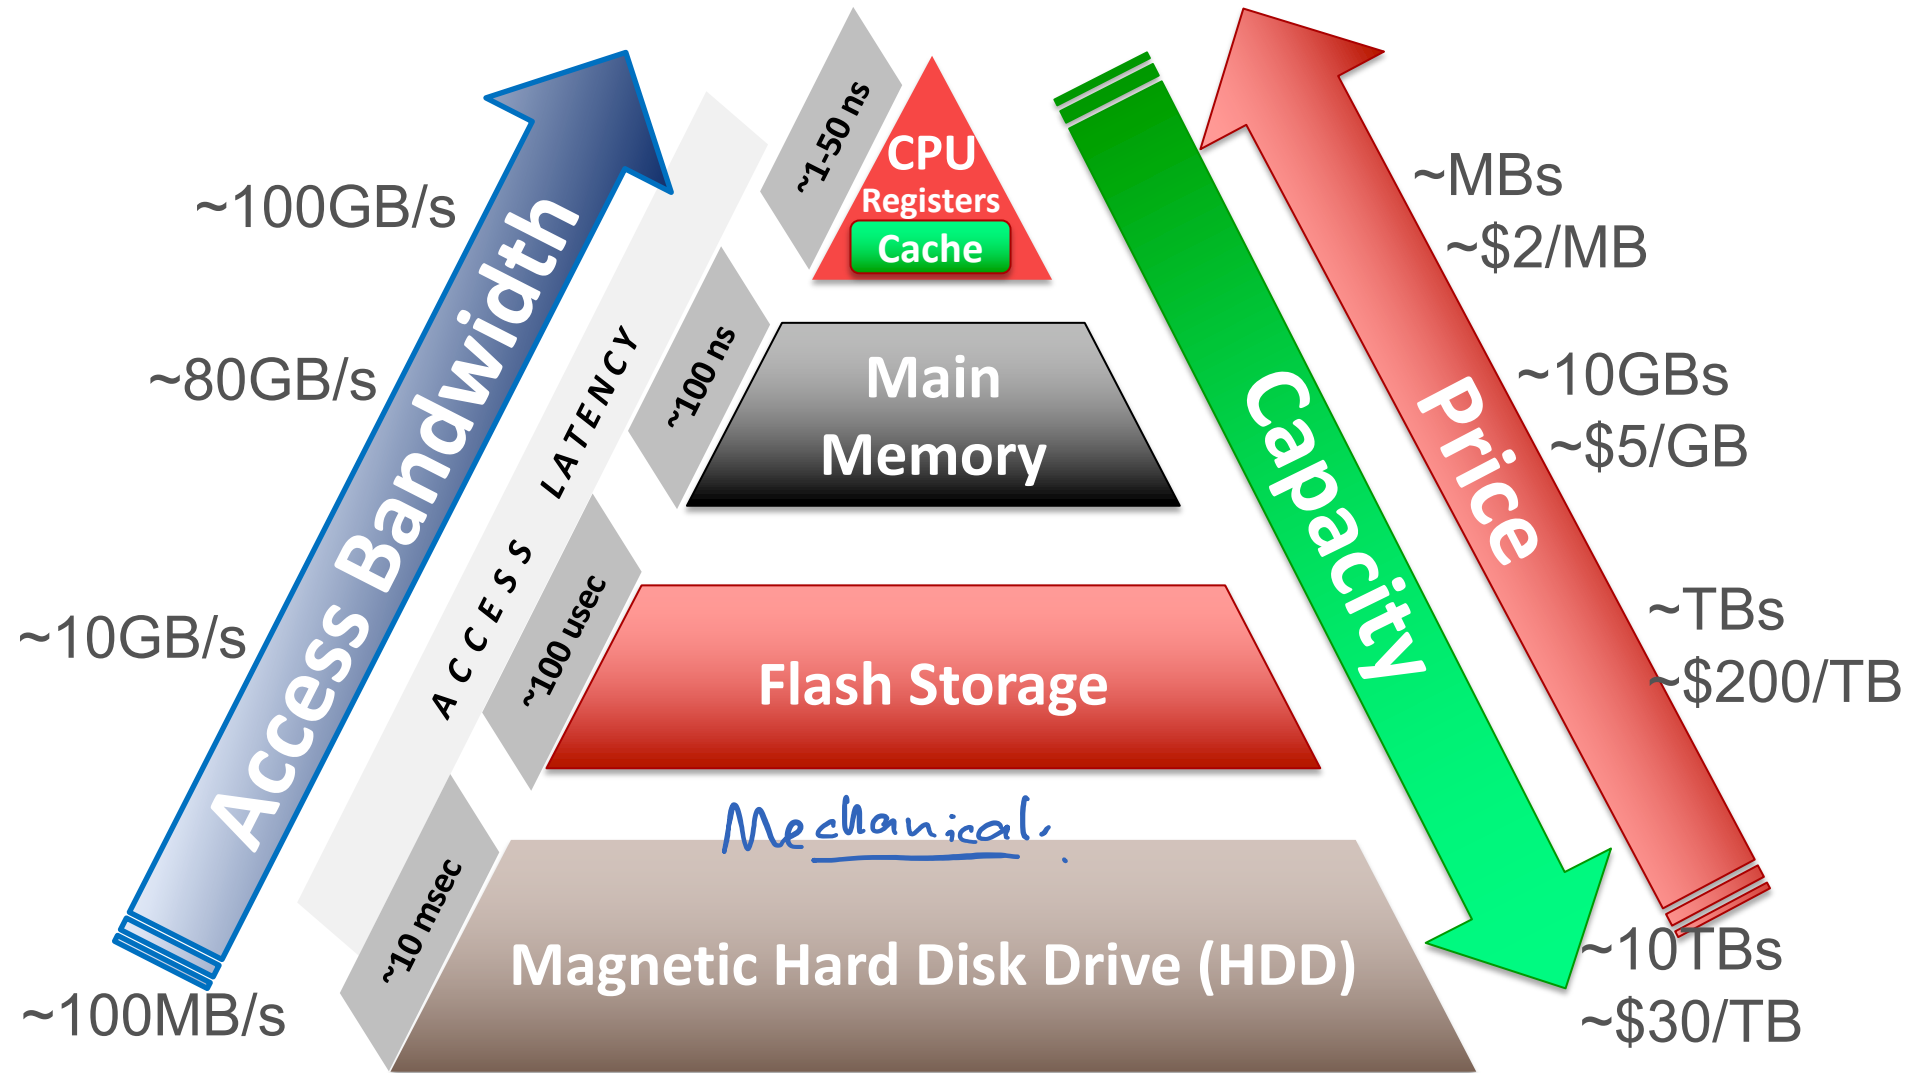 ~100GB/s
~80GB/s
~10GB/s
~100MB/s
Access Bandwidth
ACCESS LATENCY
~1-50 ns
~100 ns
~100 usec
~10 msec
CPU
Registers
Cache
Main
Memory
Flash Storage
Mechanical.
Magnetic Hard Disk Drive (HDD)
Capacity
Price
~MBs
~$2/MB
~10GBs
~$5/GB
~TBs
~$200/TB
~10TBs
~$30/TB